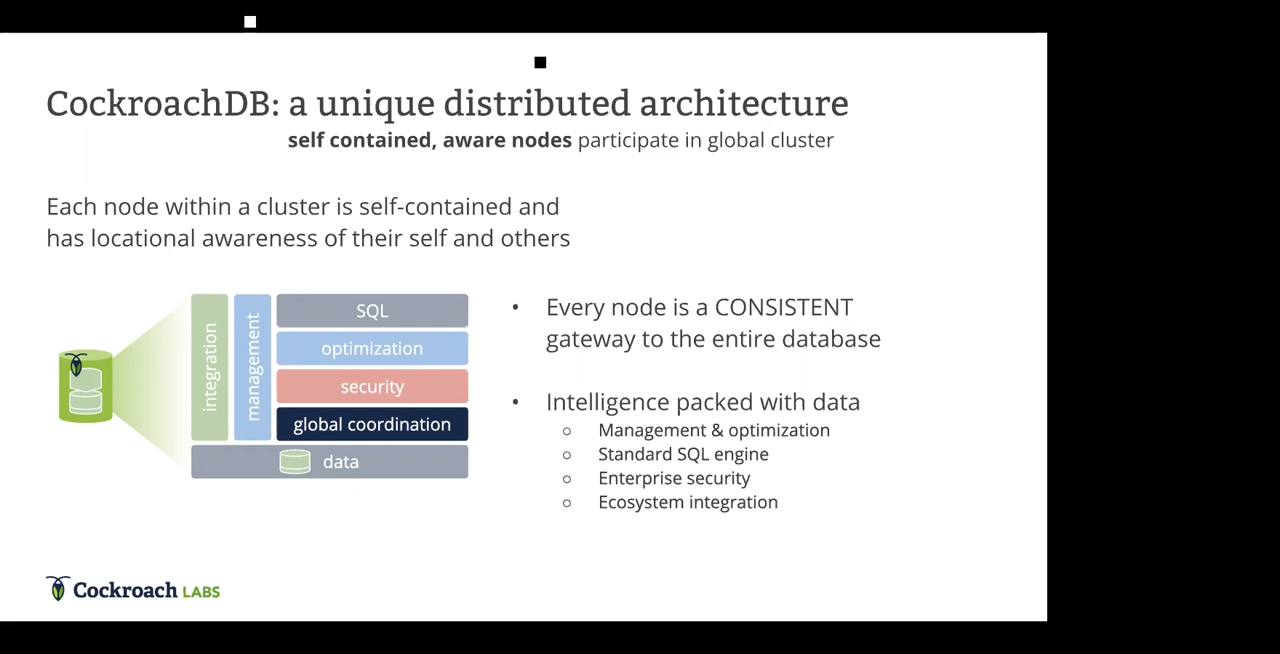 CockroachDB: a unique distributed architecture
self contained, aware nodes participate in global cluster
Each node within a cluster is self-contained and
has locational awareness of their self and others
integration
management
SQL
optimization
security
global coordination
data
• Every node is a CONSISTENT
gateway to the entire database
• Intelligence packed with data
○ Management & optimization
○ Standard SQL engine
○ Enterprise security
○ Ecosystem integration
Cockroach LABS